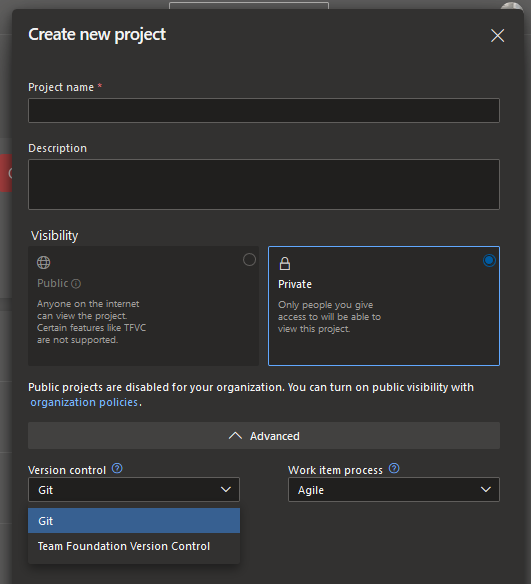 Create new project
Project name *
Description
Visibility
Public
Anyone on the internet
can view the project.
Certain features like TFVC
are not supported.
Private
Only people you give
access to will be able to
view this project.
Public projects are disabled for your organization. You can turn on public visibility with
organization policies.
Advanced
Version control
Git
Git
Team Foundation Version Control
Work item process
Agile